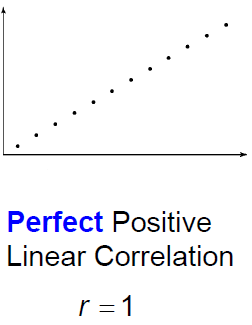 Perfect Positive
Linear Correlation
r = 1